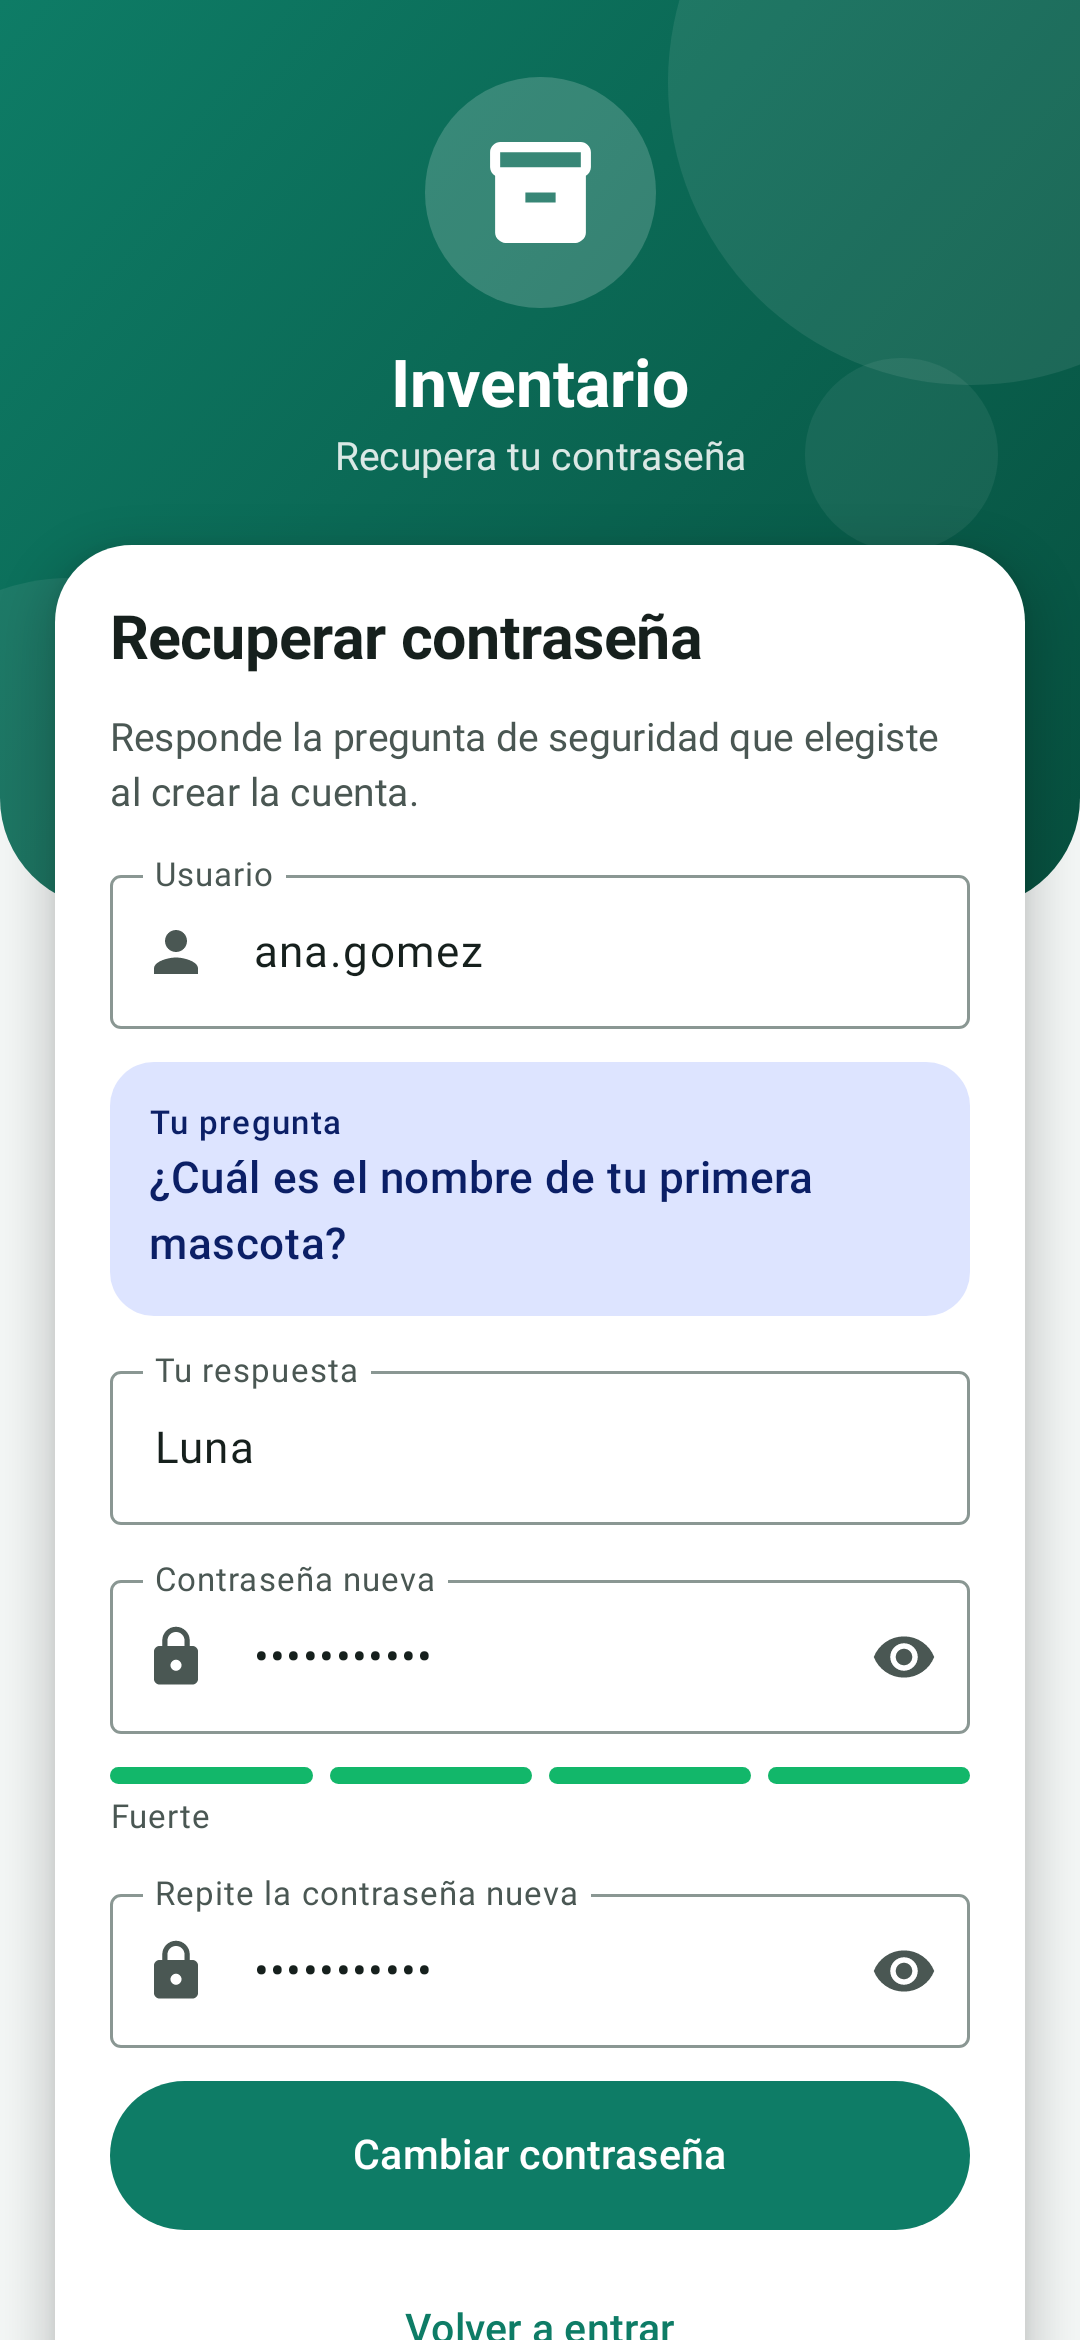 Inventario
Recupera tu contraseña
Recuperar contraseña
Responde la pregunta de seguridad que elegiste
al crear la cuenta.
Usuario
ana.gomez
Tu pregunta
¿Cuál es el nombre de tu primera
mascota?
Tu respuesta
Luna
Contraseña nueva
•••••••••••
Fuerte
Repite la contraseña nueva
•••••••••••
Cambiar contraseña
Volver a entrar